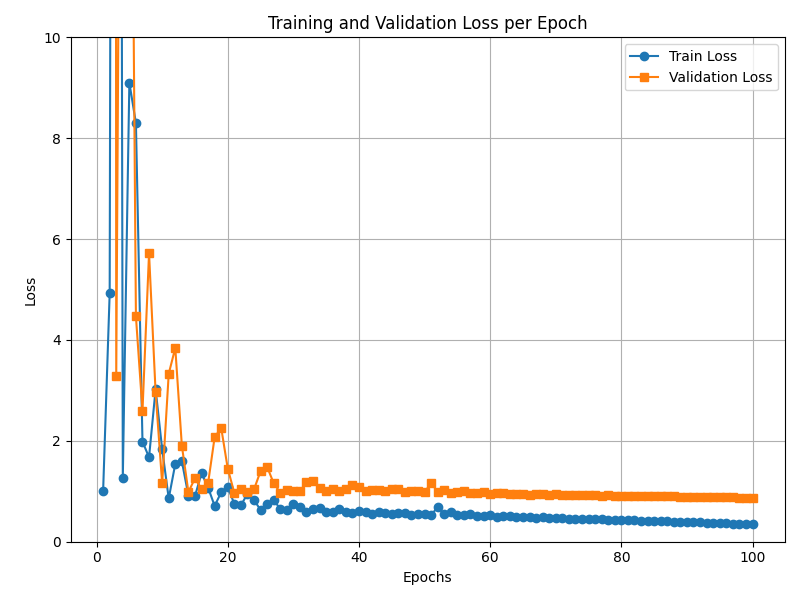 Training and Validation Loss per Epoch
Train Loss
Validation Loss
10
8
6
4
2
0
Loss
0 20 40 60 80 100
Epochs